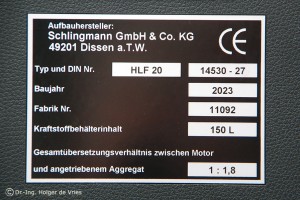 Aufbauhersteller:
Schlingmann GmbH & Co. KG
49201 Dissen a.T.W.
CE
Typ und DIN Nr. HLF 20 14530 - 27
Baujahr 2023
Fabrik Nr. 11092
Kraftstoffbehälterinhalt 150 L
Gesamtübersetzungsverhältnis zwischen Motor
und angetriebenem Aggregat 1 : 1,8
© Dr.-Ing. Holger de Vries